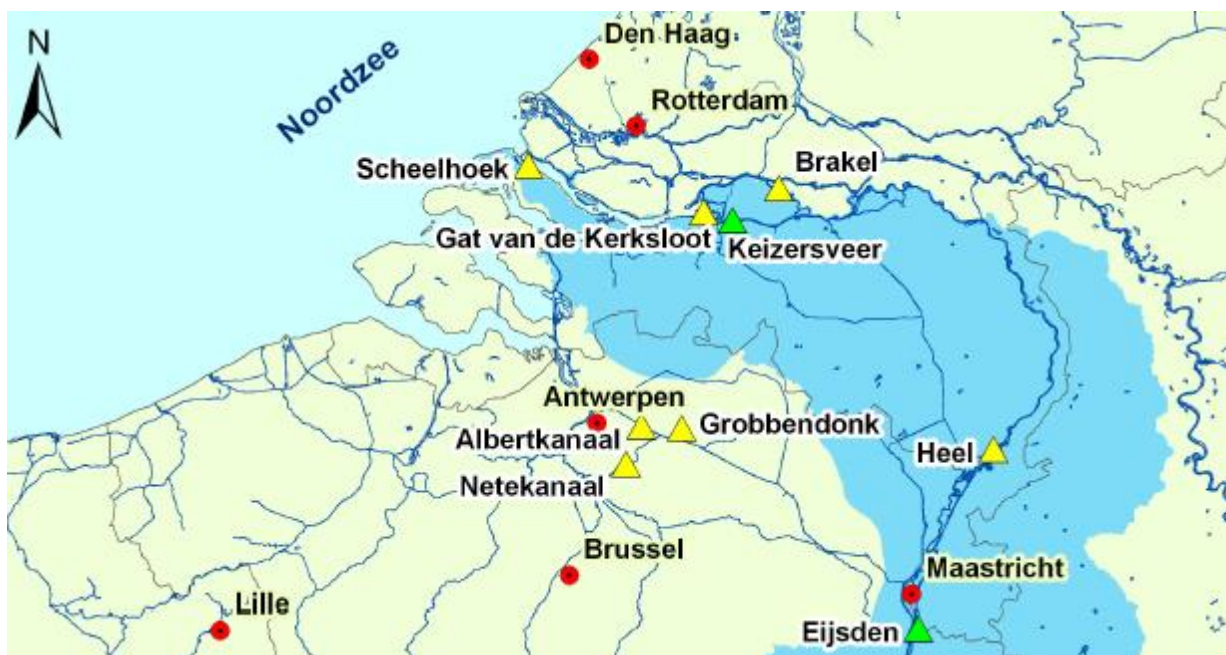 N
Noordzee
Den Haag
Rotterdam
Scheelhoek
Brakel
Gat van de Kerksloot
Keizersveer
Antwerpen
Albertkanaal
Grobbendonk
Netekanaal
Heel
Brussel
Maastricht
Lille
Eijsden